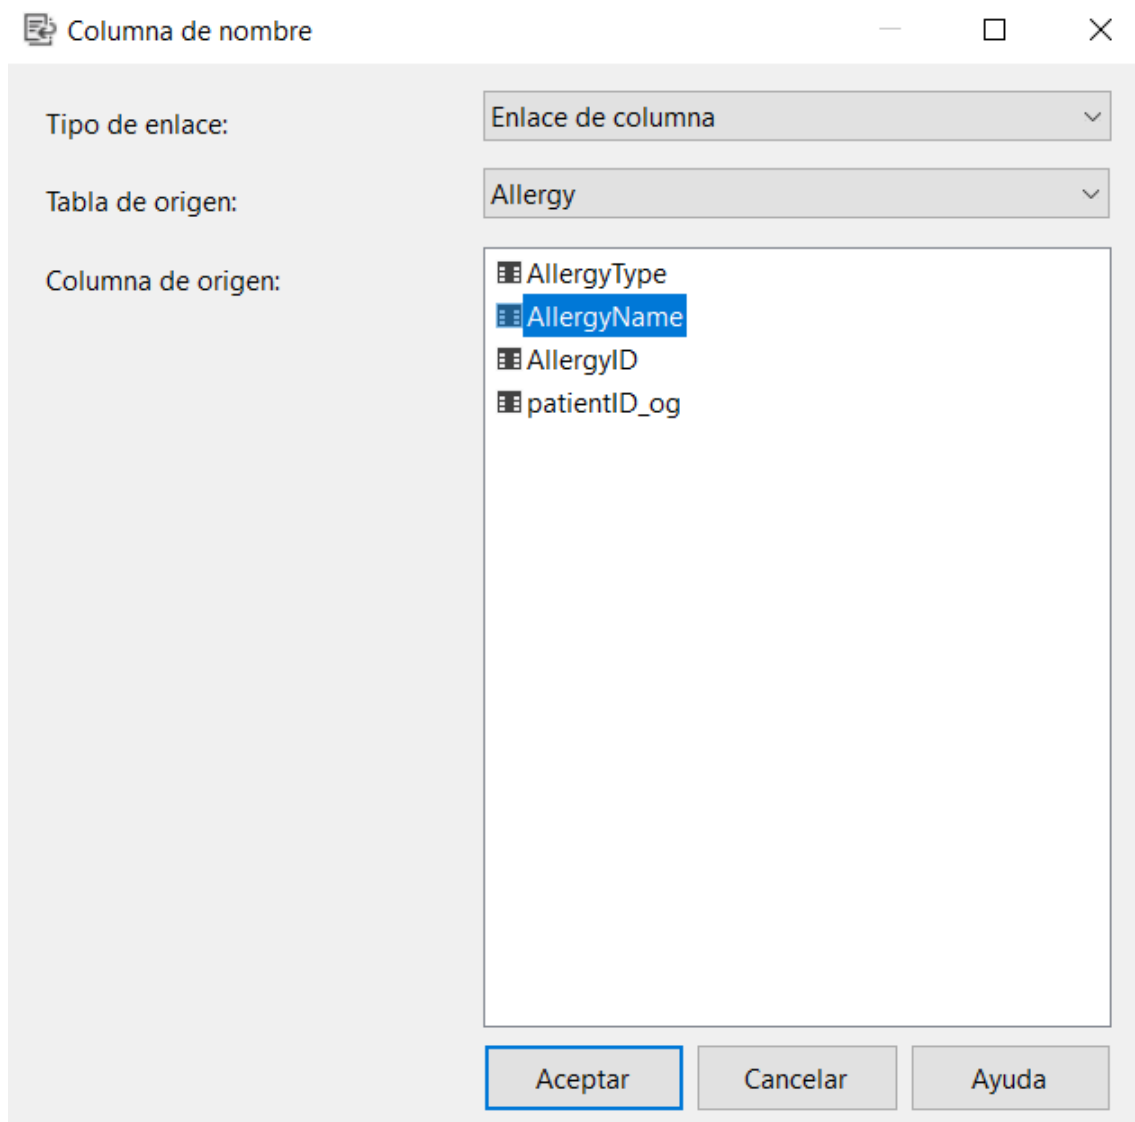 Columna de nombre
Tipo de enlace:
Enlace de columna
Tabla de origen:
Allergy
Columna de origen:
AllergyType
AllergyName
AllergyID
patientID_og
Aceptar
Cancelar
Ayuda